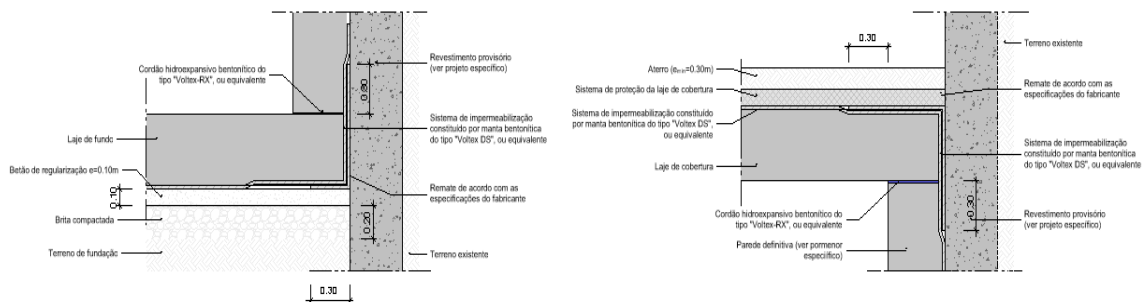 Cordão hidroexpansivo bentonítico do
tipo "Voltex-RX", ou equivalente
Laje de fundo
Betão de regularização e=0.10m
0.10
Brita compactada
Terreno de fundação
Revestimento provisório
(ver projeto específico)
Sistema de impermeabilização
constituído por manta bentonítica
do tipo "Voltex DS", ou equivalente
Remate de acordo com as
especificações do fabricante
0.20
Terreno existente
0.30
0.30
Terreno existente
Aterro (emin=0.30m)
Sistema de proteção da laje de cobertura
Sistema de impermeabilização constituído
por manta bentonítica do tipo "Voltex DS",
ou equivalente
Laje de cobertura
Cordão hidroexpansivo bentonítico do
tipo "Voltex-RX", ou equivalente
Parede definitiva (ver pormenor
específico)
Remate de acordo com as
especificações do fabricante
Sistema de impermeabilização
constituído por manta bentonítica
do tipo "Voltex DS", ou equivalente
0.30
Revestimento provisório
(ver projeto específico)